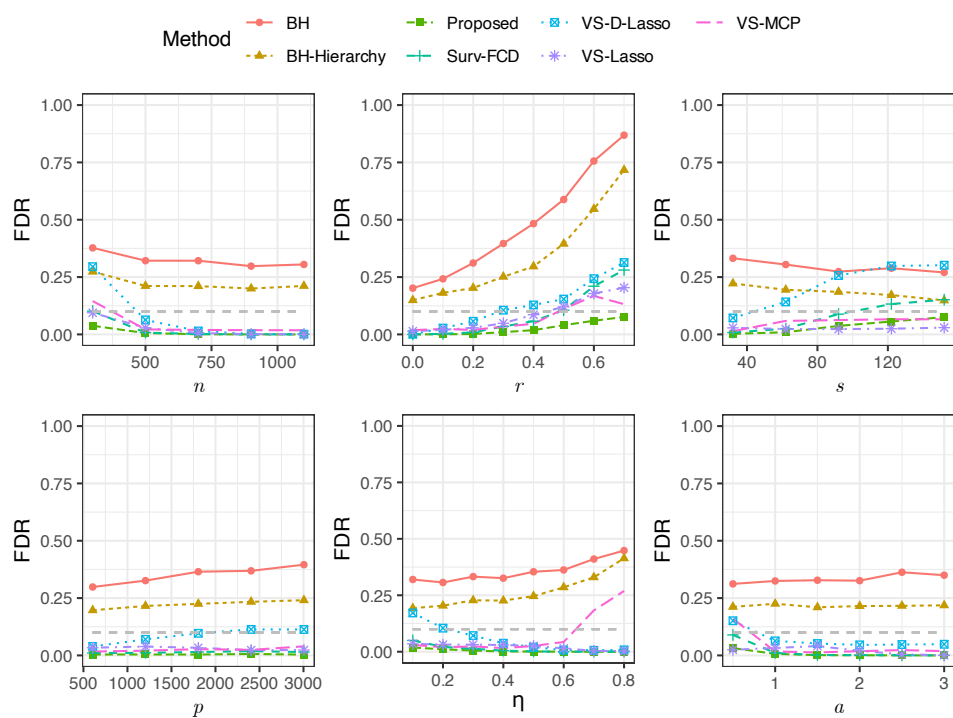 Method BH Proposed VS-D-Lasso VS-MCP
BH-Hierarchy Surv-FCD VS-Lasso
1.00 1.00 1.00
0.75 0.75 0.75
0.50 0.50 0.50
0.25 0.25 0.25
0.00 0.00 0.00
FDR FDR FDR
500 750 1000 0.0 0.2 0.4 0.6 40 80 120
n r s
1.00 1.00 1.00
0.75 0.75 0.75
0.50 0.50 0.50
0.25 0.25 0.25
0.00 0.00 0.00
FDR FDR FDR
500 1000 1500 2000 2500 3000 0.2 0.4 0.6 0.8 1 2 3
p η a